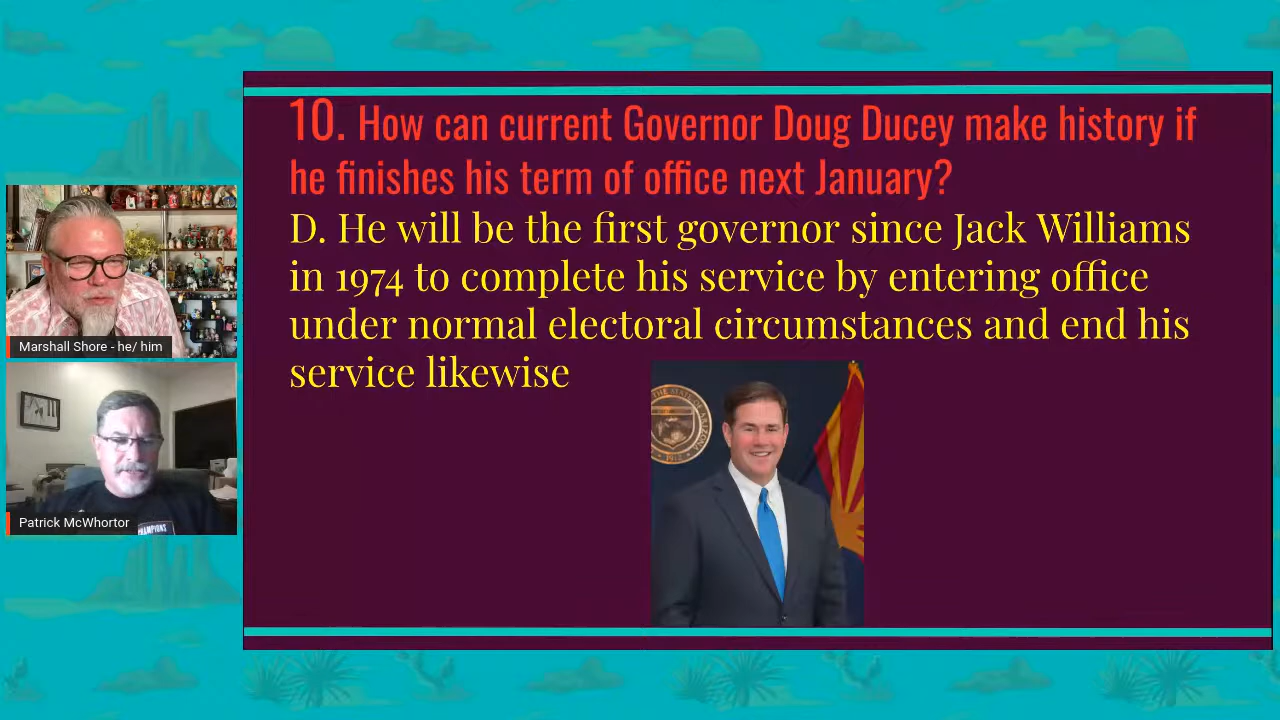 10. How can current Governor Doug Ducey make history if
he finishes his term of office next January?
D. He will be the first governor since Jack Williams
in 1974 to complete his service by entering office
under normal electoral circumstances and end his
service likewise
Marshall Shore - he/ him
Patrick McWhortor